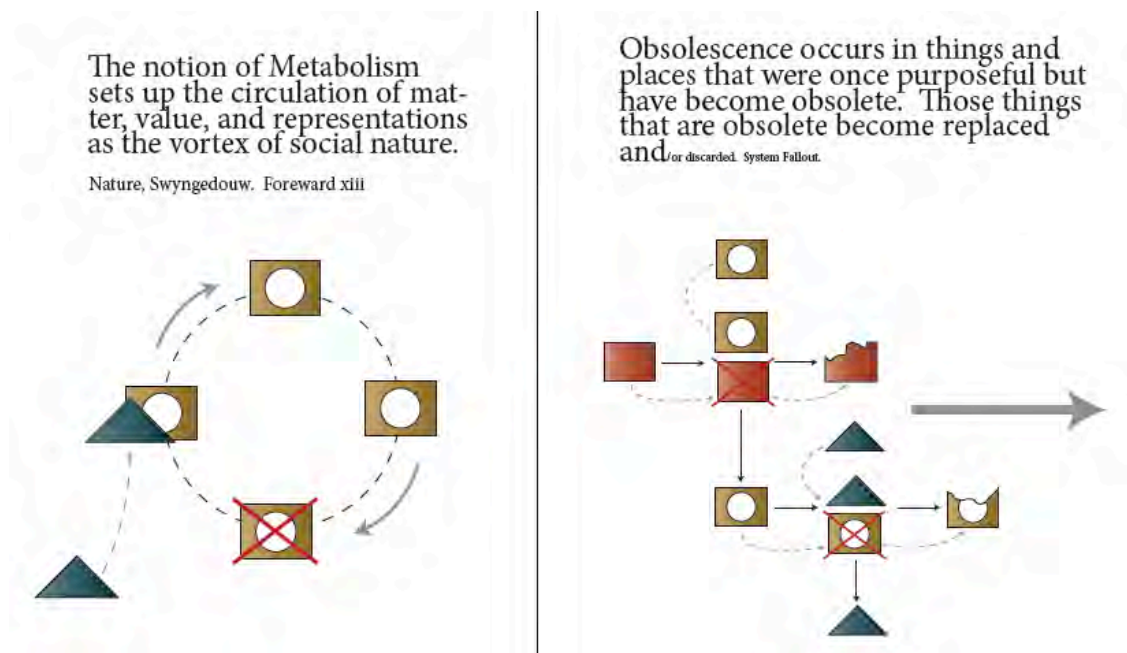 The notion of Metabolism
sets up the circulation of mat-
ter, value, and representations
as the vortex of social nature.
Nature, Swyngedouw.  Foreward xiii
Obsolescence occurs in things and
places that were once purposeful but
have become obsolete.  Those things
that are obsolete become replaced
and/or discarded.  System Fallout.